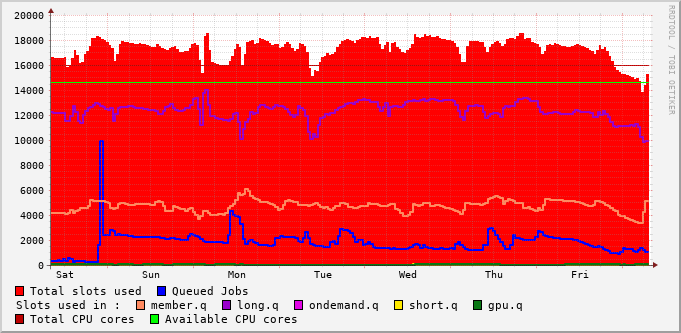 20000
18000
16000
14000
12000
10000
8000
6000
4000
2000
0
Sat Sun Mon Tue Wed Thu Fri
RRDTOOL / TOBI OETIKER
Total slots used Queued Jobs
Slots used in : member.q long.q ondemand.q short.q gpu.q
Total CPU cores Available CPU cores